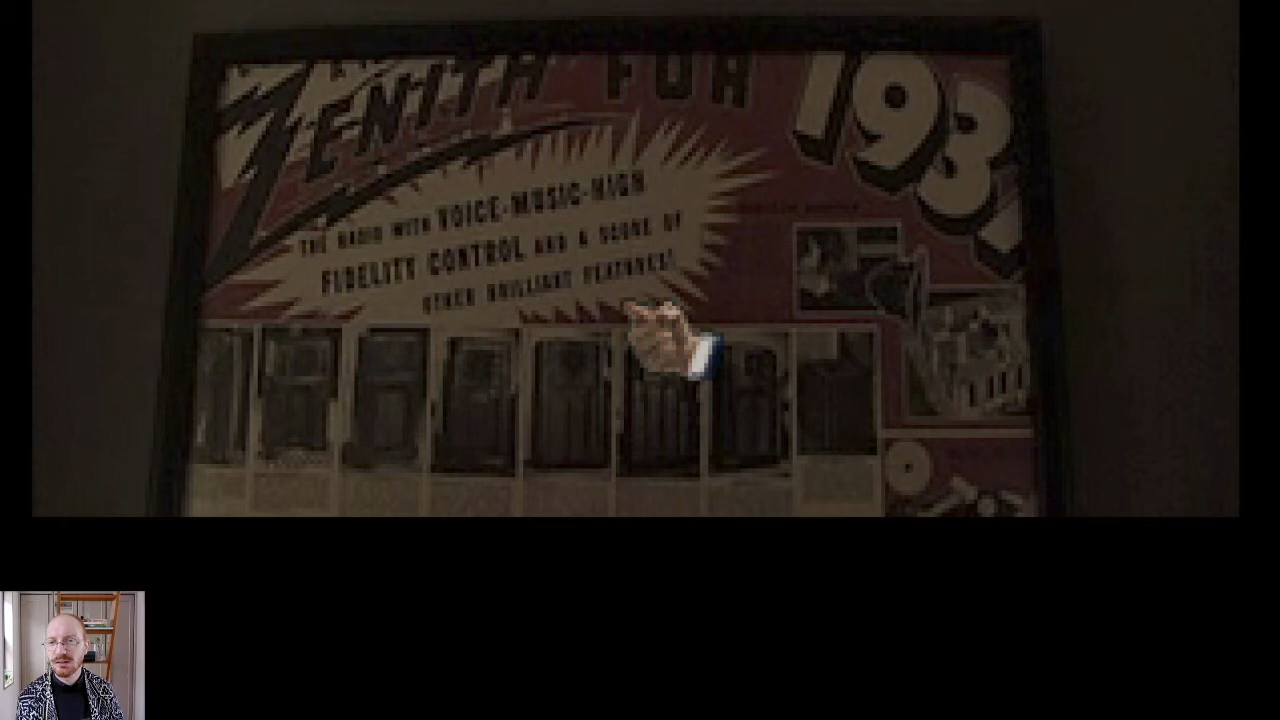 ZENITH FOR 193
THE RADIO WITH VOICE-MUSIC-HIGH
FIDELITY CONTROL AND A SCORE OF
OTHER BRILLIANT FEATURES!